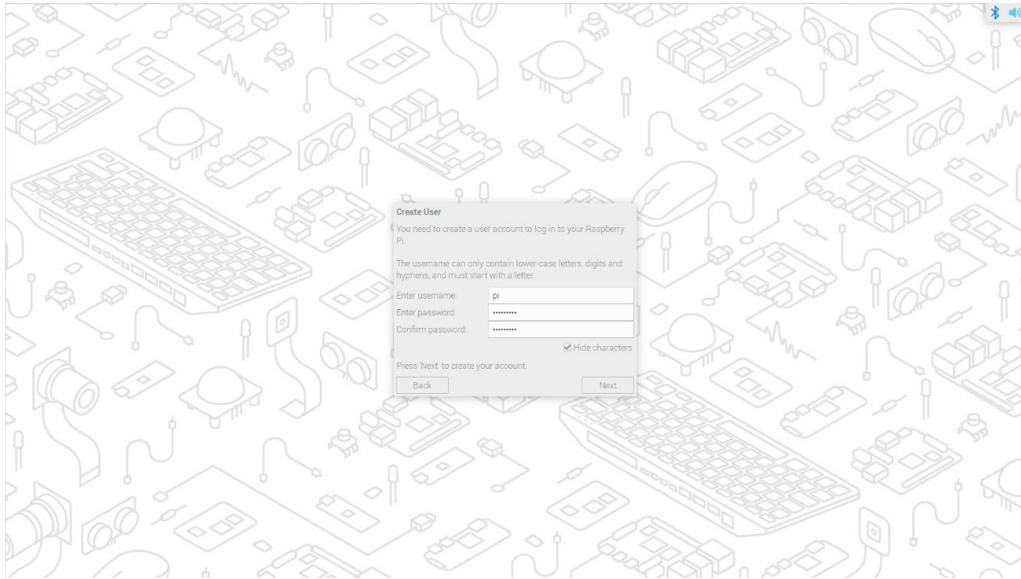 Create User
You need to create a user account to log in to your Raspberry
Pi.
The username can only contain lower-case letters, digits and
hyphens, and must start with a letter.
Enter username:
pi
Enter password:
•••••••••
Confirm password:
•••••••••
Hide characters
Press 'Next' to create your account.
Back
Next